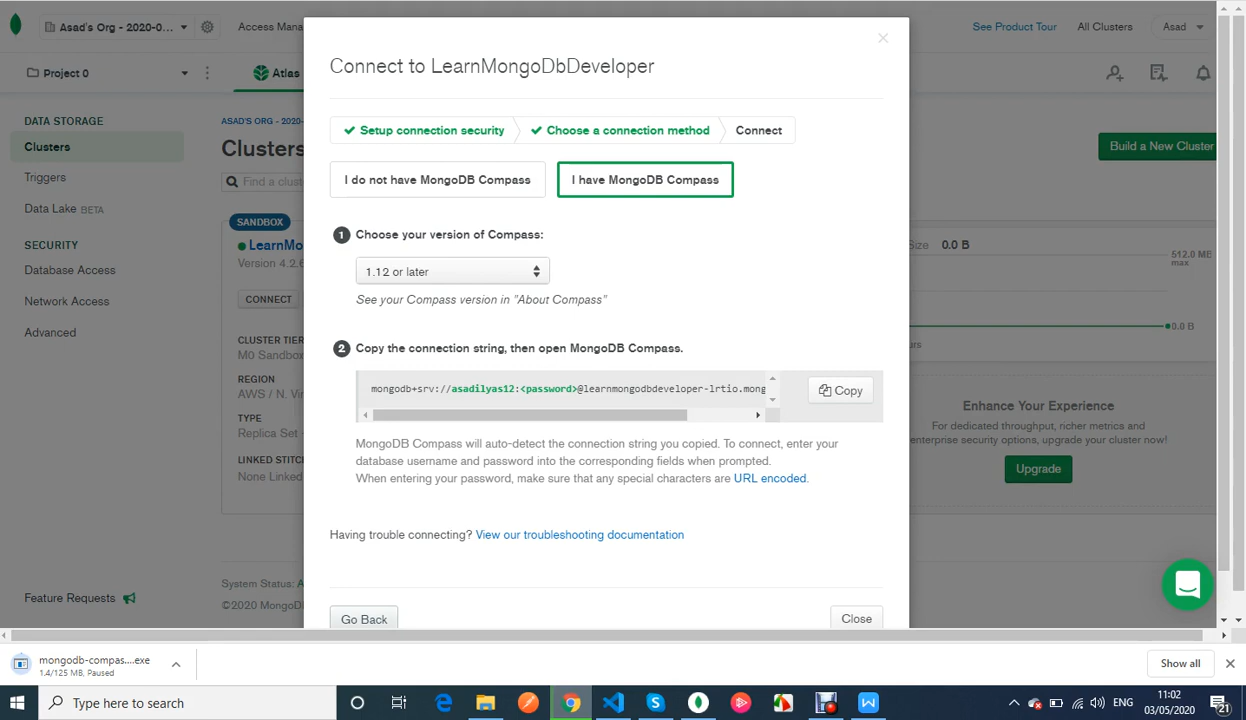 Asad's Org - 2020-0...
Access Mana
See Product Tour
All Clusters
Asad
Project 0
Atlas
DATA STORAGE
Clusters
Triggers
Data Lake BETA
SECURITY
Database Access
Network Access
Advanced
Feature Requests
ASAD'S ORG - 2020-
Clusters
Build a New Cluster
Find a cluste
SANDBOX
LearnMo
Version 4.2.6
CONNECT
CLUSTER TIER
M0 Sandbox
REGION
AWS / N. Vir
TYPE
Replica Set
LINKED STITC
None Linked
Size 0.0 B
512.0 MB
max
0.0 B
urs
Enhance Your Experience
For dedicated throughput, richer metrics and
enterprise security options, upgrade your cluster now!
Upgrade
System Status: A
©2020 MongoDB
Connect to LearnMongoDbDeveloper
Setup connection security
Choose a connection method
Connect
I do not have MongoDB Compass
I have MongoDB Compass
1 Choose your version of Compass:
1.12 or later
See your Compass version in "About Compass"
2 Copy the connection string, then open MongoDB Compass.
mongodb+srv://asadilyas12:<password>@learnmongodbdeveloper-lrtio.mong
Copy
MongoDB Compass will auto-detect the connection string you copied. To connect, enter your
database username and password into the corresponding fields when prompted.
When entering your password, make sure that any special characters are URL encoded.
Having trouble connecting? View our troubleshooting documentation
Go Back
Close
mongodb-compas....exe
1.4/125 MB, Paused
Show all
Type here to search
ENG
11:02
03/05/2020
21